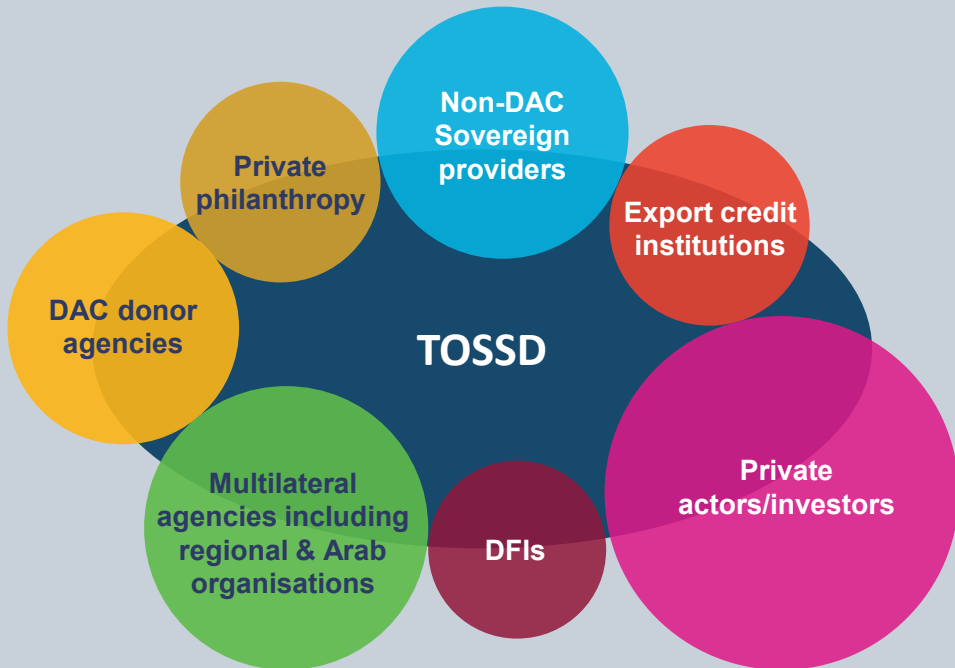 Non-DAC
Sovereign
providers
Private
philanthropy
Export credit
institutions
DAC donor
agencies
TOSSD
Multilateral
agencies including
regional & Arab
organisations
DFIs
Private
actors/investors